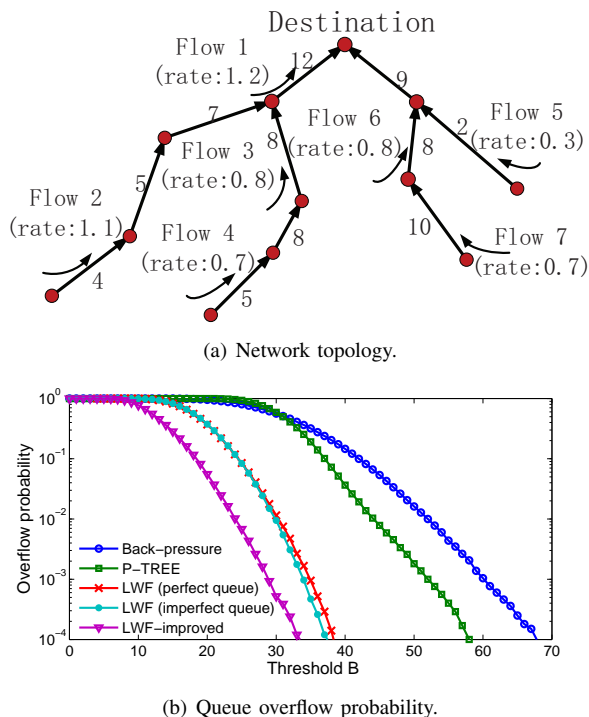 Destination
Flow 1
(rate:1.2)
12
9
7
Flow 6
(rate:0.8)
Flow 5
(rate:0.3)
2
8
8
Flow 3
(rate:0.8)
5
Flow 2
(rate:1.1)
4
Flow 4
(rate:0.7)
8
5
10
Flow 7
(rate:0.7)
(a) Network topology.
10^0
10^-1
10^-2
10^-3
10^-4
Overflow probability
Back-pressure
P-TREE
LWF (perfect queue)
LWF (imperfect queue)
LWF-improved
0 10 20 30 40 50 60 70
Threshold B
(b) Queue overflow probability.